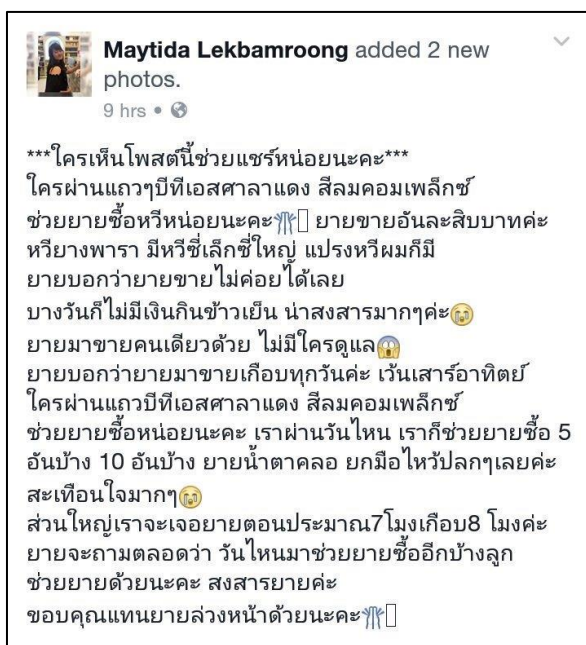 Maytida Lekbamroong added 2 new
photos.
9 hrs •
***ใครเห็นโพสต์นี้ช่วยแชร์หน่อยนะคะ***
ใครผ่านแถวๆบีทีเอสศาลาแดง สีลมคอมเพล็กซ์
ช่วยยายซื้อหวีหน่อยนะคะ ยายขายอันละสิบบาทค่ะ
หวียางพารา มีหวีซี่เล็กซี่ใหญ่ แปรงหวีผมก็มี
ยายบอกว่ายายขายไม่ค่อยได้เลย
บางวันก็ไม่มีเงินกินข้าวเย็น น่าสงสารมากๆค่ะ😭
ยายมาขายคนเดียวด้วย ไม่มีใครดูแล😱
ยายบอกว่ายายมาขายเกือบทุกวันค่ะ เว้นเสาร์อาทิตย์
ใครผ่านแถวบีทีเอสศาลาแดง สีลมคอมเพล็กซ์
ช่วยยายซื้อหน่อยนะคะ เราผ่านวันไหน เราก็ช่วยยายซื้อ 5
อันบ้าง 10 อันบ้าง ยายน้ำตาคลอ ยกมือไหว้ปลกๆเลยค่ะ
สะเทือนใจมากๆ😭
ส่วนใหญ่เราจะเจอยายตอนประมาณ7โมงเกือบ8 โมงค่ะ
ยายจะถามตลอดว่า วันไหนมาช่วยยายซื้ออีกบ้างลูก
ช่วยยายด้วยนะคะ สงสารยายค่ะ
ขอบคุณแทนยายล่วงหน้าด้วยนะคะ